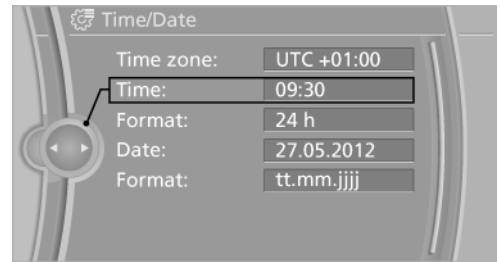 Time/Date
Time zone: UTC +01:00
Time: 09:30
Format: 24 h
Date: 27.05.2012
Format: tt.mm.jjjj